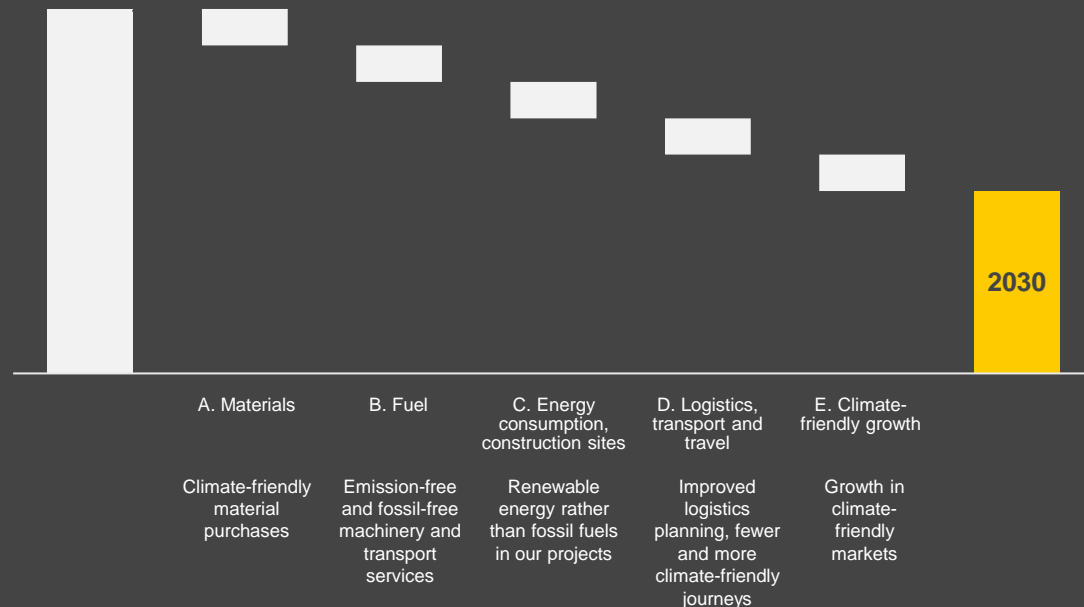 2030
A. Materials
B. Fuel
C. Energy
consumption,
construction sites
D. Logistics,
transport and
travel
E. Climate-
friendly growth
Climate-friendly
material
purchases
Emission-free
and fossil-free
machinery and
transport
services
Renewable
energy rather
than fossil fuels
in our projects
Improved
logistics
planning, fewer
and more
climate-friendly
journeys
Growth in
climate-
friendly
markets